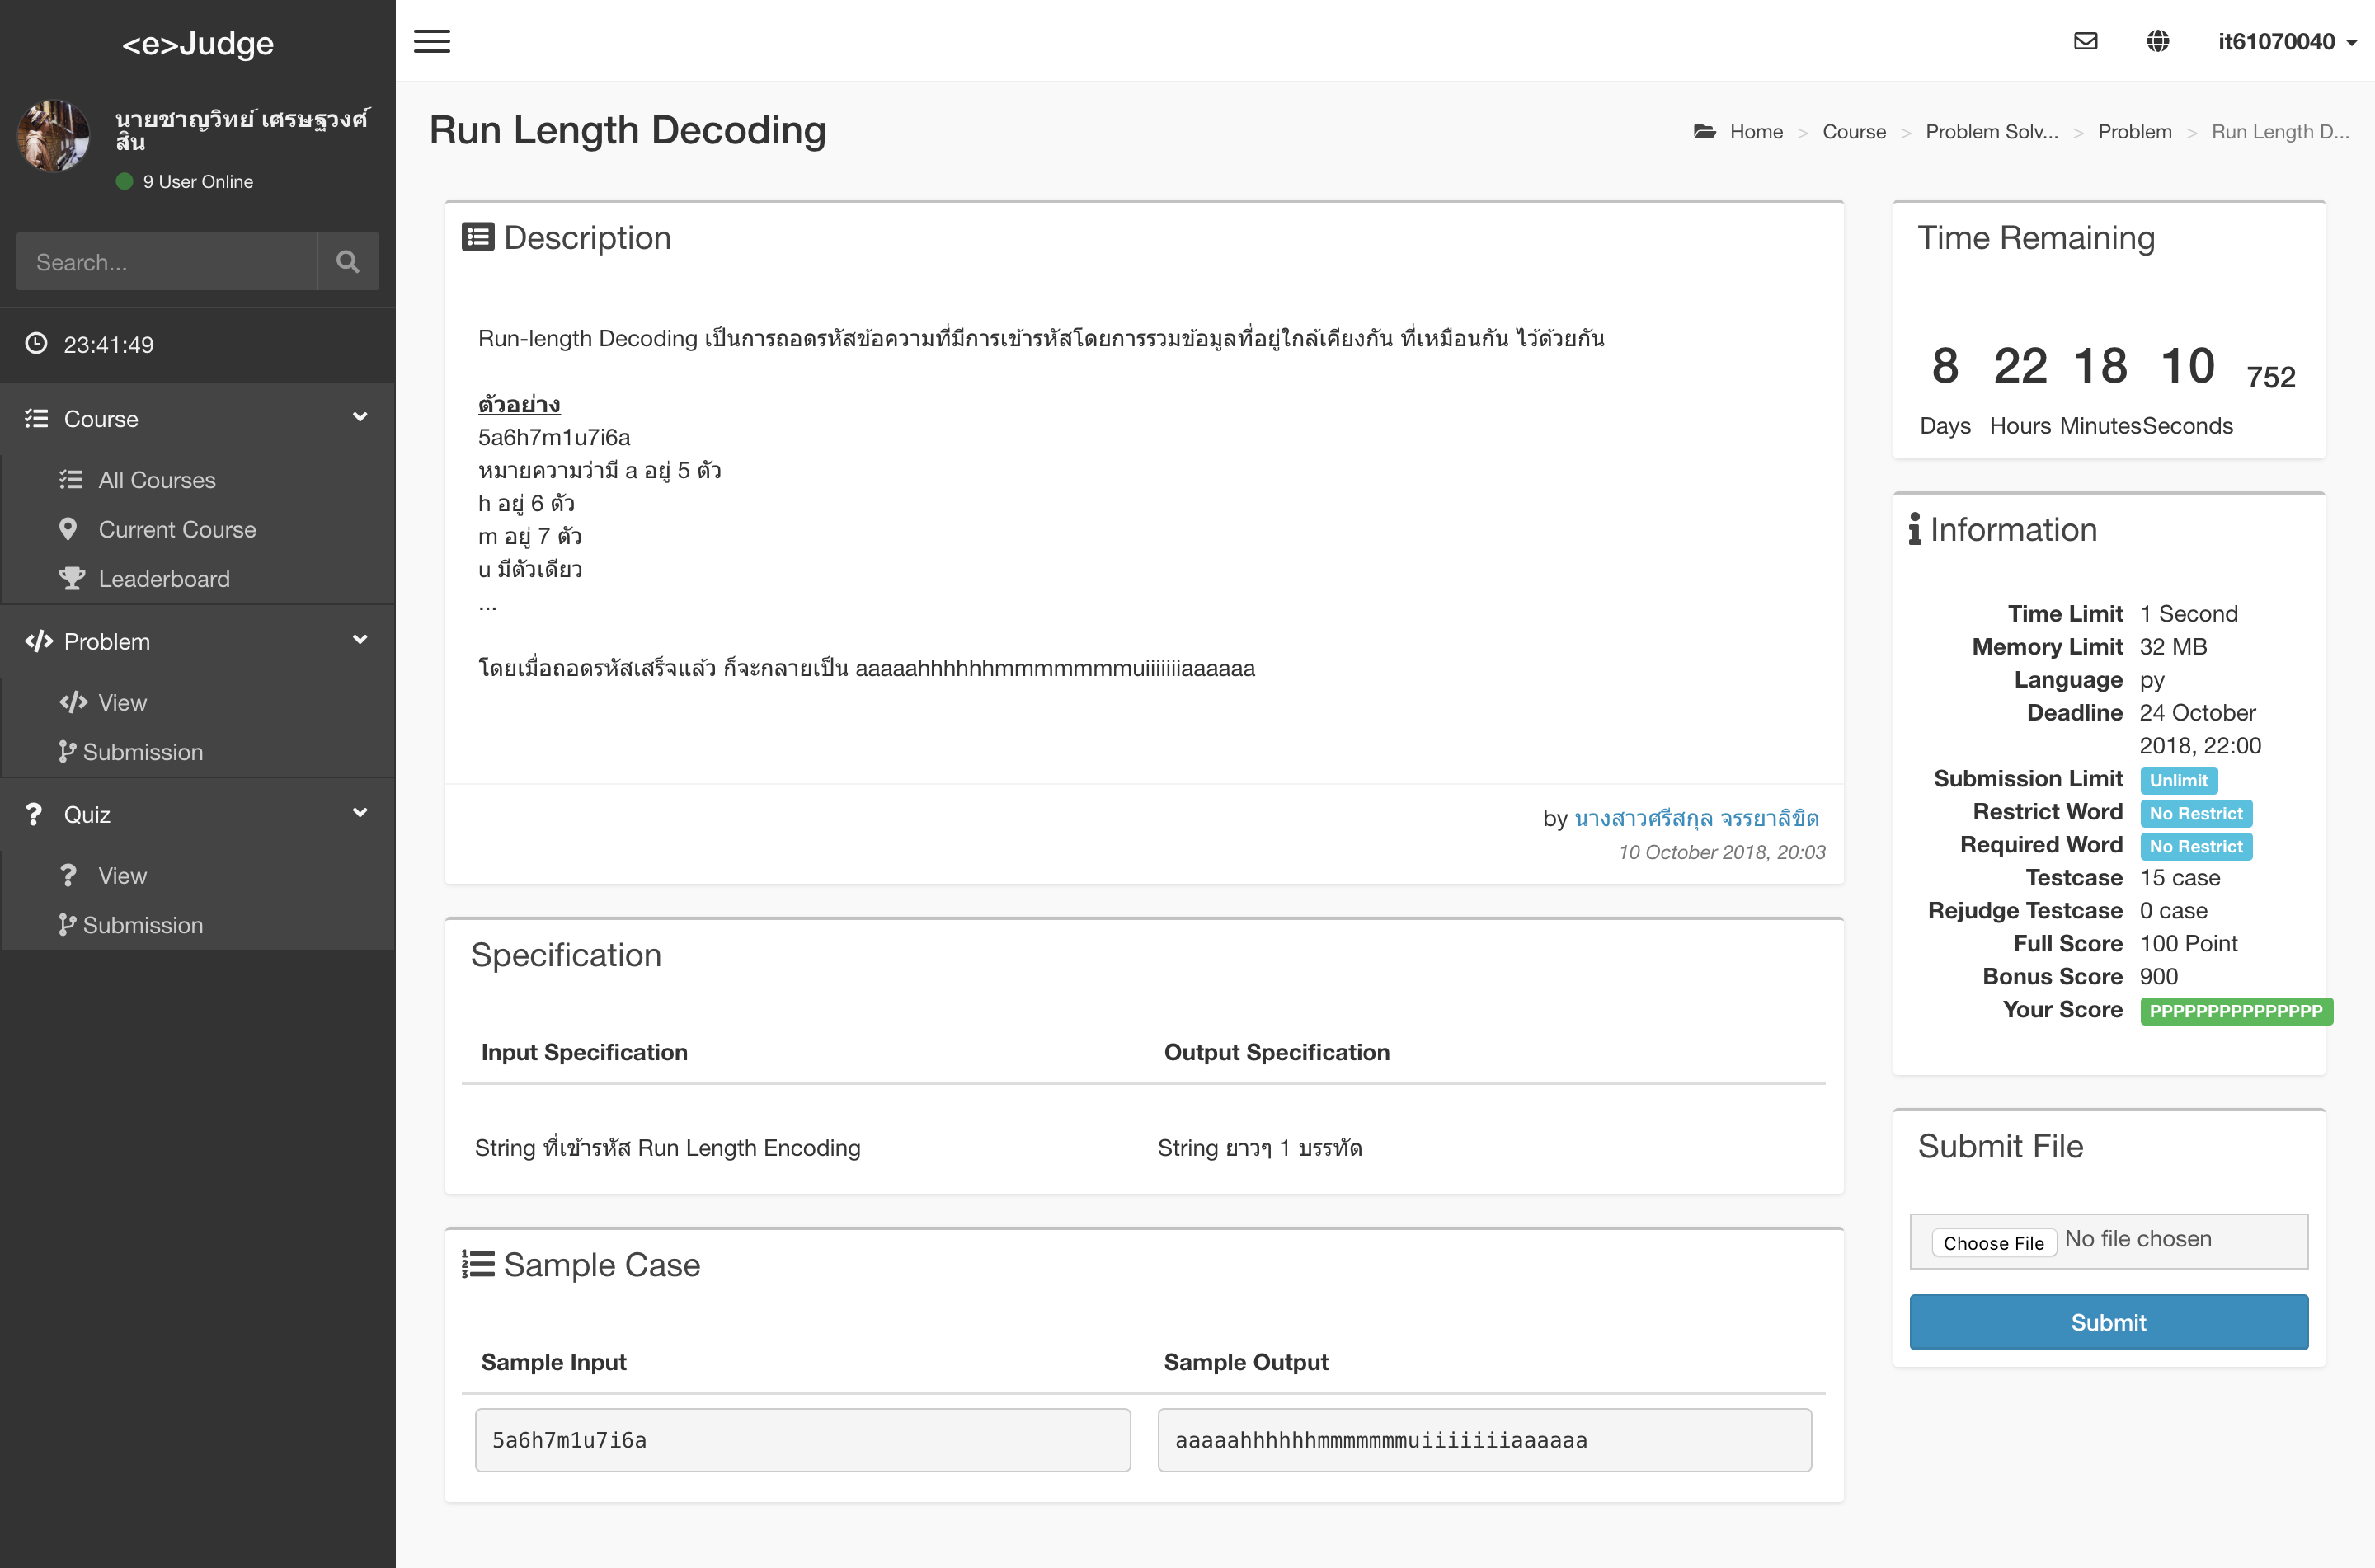 <e>Judge
นายชาญวิทย์ เศรษฐวงศ์
สิน
9 User Online
Search...
23:41:49
Course
All Courses
Current Course
Leaderboard
Problem
View
Submission
Quiz
View
Submission
it61070040
Run Length Decoding
Home > Course > Problem Solv... > Problem > Run Length D...
Description
Run-length Decoding เป็นการถอดรหัสข้อความที่มีการเข้ารหัสโดยการรวมข้อมูลที่อยู่ใกล้เคียงกัน ที่เหมือนกัน ไว้ด้วยกัน
ตัวอย่าง
5a6h7m1u7i6a
หมายความว่ามี a อยู่ 5 ตัว
h อยู่ 6 ตัว
m อยู่ 7 ตัว
u มีตัวเดียว
...
โดยเมื่อถอดรหัสเสร็จแล้ว ก็จะกลายเป็น aaaaahhhhhhmmmmmmmuiiiiiiiaaaaaa
by นางสาวศรีสกุล จรรยาลิขิต
10 October 2018, 20:03
Specification
Input Specification Output Specification
String ที่เข้ารหัส Run Length Encoding String ยาวๆ 1 บรรทัด
Sample Case
Sample Input Sample Output
5a6h7m1u7i6a aaaaahhhhhhmmmmmmmuiiiiiiiaaaaaa
Time Remaining
8 22 18 10 752
Days Hours Minutes Seconds
Information
Time Limit 1 Second
Memory Limit 32 MB
Language py
Deadline 24 October
2018, 22:00
Submission Limit Unlimit
Restrict Word No Restrict
Required Word No Restrict
Testcase 15 case
Rejudge Testcase 0 case
Full Score 100 Point
Bonus Score 900
Your Score PPPPPPPPPPPPPPP
Submit File
Choose File No file chosen
Submit